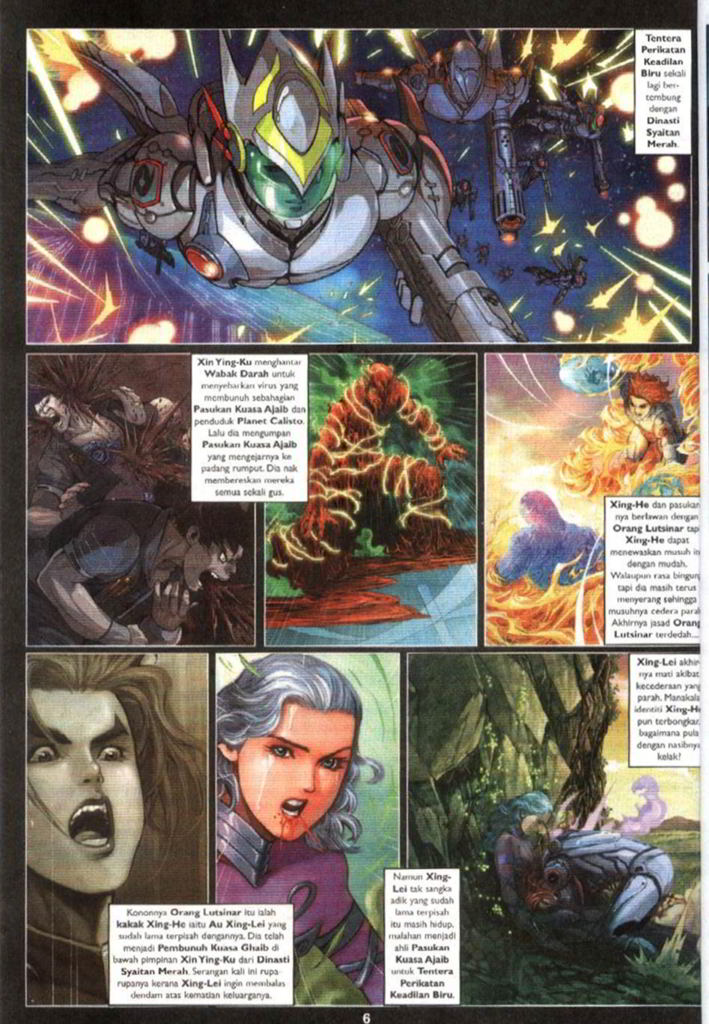 Tentera
Perikatan
Keadilan
Biru sekali
lagi ber-
tembung
dengan
Dinasti
Syaitan
Merah.
Xin Ying-Ku menghantar
Wabak Darah untuk
menyebarkan virus yang
membunuh sebahagian
Pasukan Kuasa Ajaib dan
penduduk Planet Calisto.
Lalu dia mengumpan
Pasukan Kuasa Ajaib
yang mengejarnya ke
padang rumput. Dia nak
membereskan mereka
semua sekali gus.
Xing-He dan pasukan
nya berlawan dengan
Orang Lutsinar tapi
Xing-He dapat
menewaskan musuh
dengan mudah.
Walaupun rasa bingung
tapi dia masih terus
menyerang sehingga
musuhnya cedera parah
Akhirnya jasad Orang
Lutsinar terdedah....
Kononnya Orang Lutsinar itu ialah
kakak Xing-He iaitu Au Xing-Lei yang
sudah lama terpisah dengannya. Dia telah
menjadi Pembunuh Kuasa Ghaib di
bawah pimpinan Xin Ying-Ku dari Dinasti
Syaitan Merah. Serangan kali ini rupa-
rupanya kerana Xing-Lei ingin membalas
dendam atas kematian keluarganya.
Namun Xing-
Lei tak sangka
adik yang sudah
lama terpisah
itu masih hidup,
malahan menjadi
ahli Pasukan
Kuasa Ajaib
untuk Tentera
Perikatan
Keadilan Biru.
Xing-Lei akhir
nya mati akibat
kecederaan yang
parah. Manakala
identiti Xing-He
pun terbongkar,
bagaimana pula
dengan nasibnya
kelak?
6